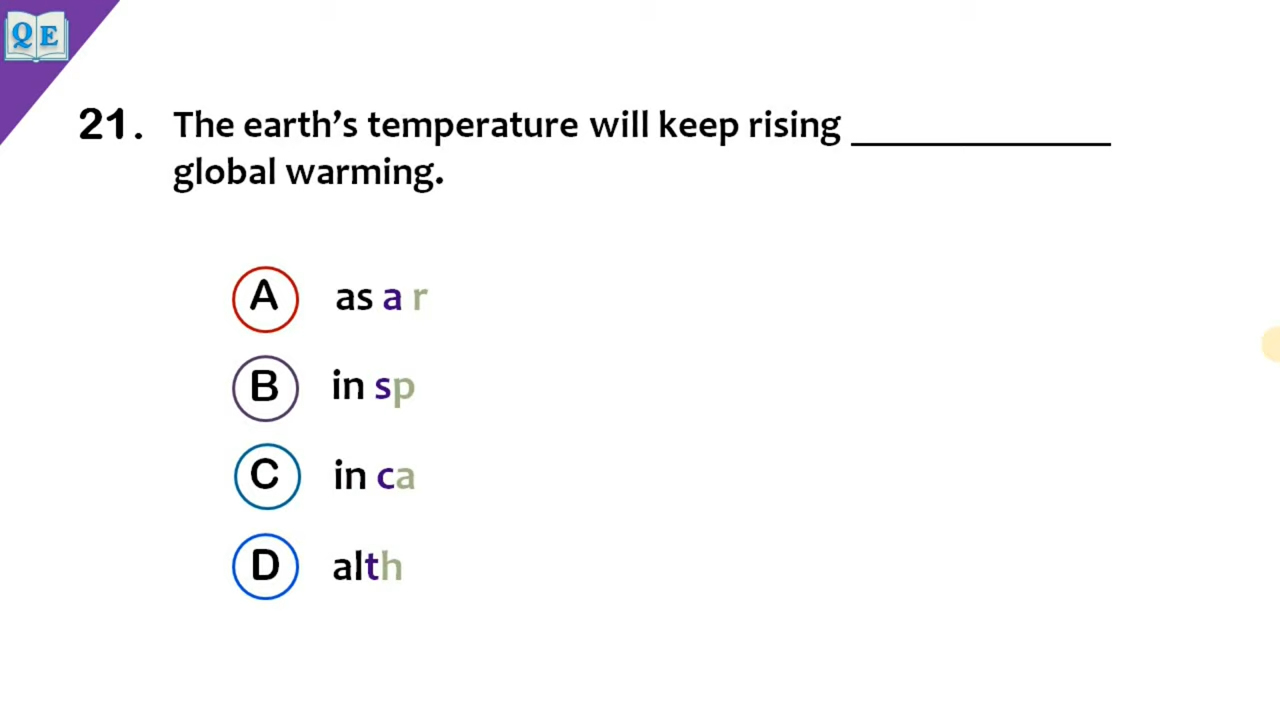 QE
21. The earth's temperature will keep rising _____________
global warming.
A as a r
B in sp
C in ca
D alth